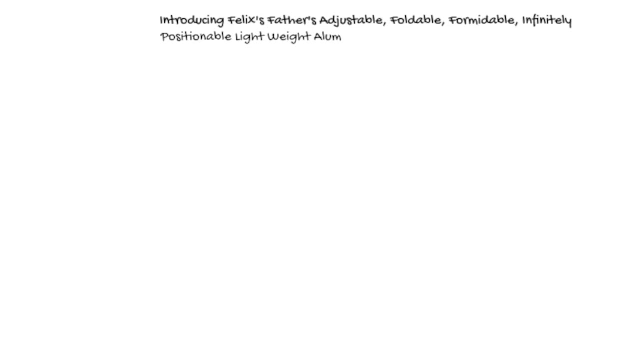 Introducing Felix's Father's Adjustable, Foldable, Formidable, Infinitely
Positionable Light Weight Alum